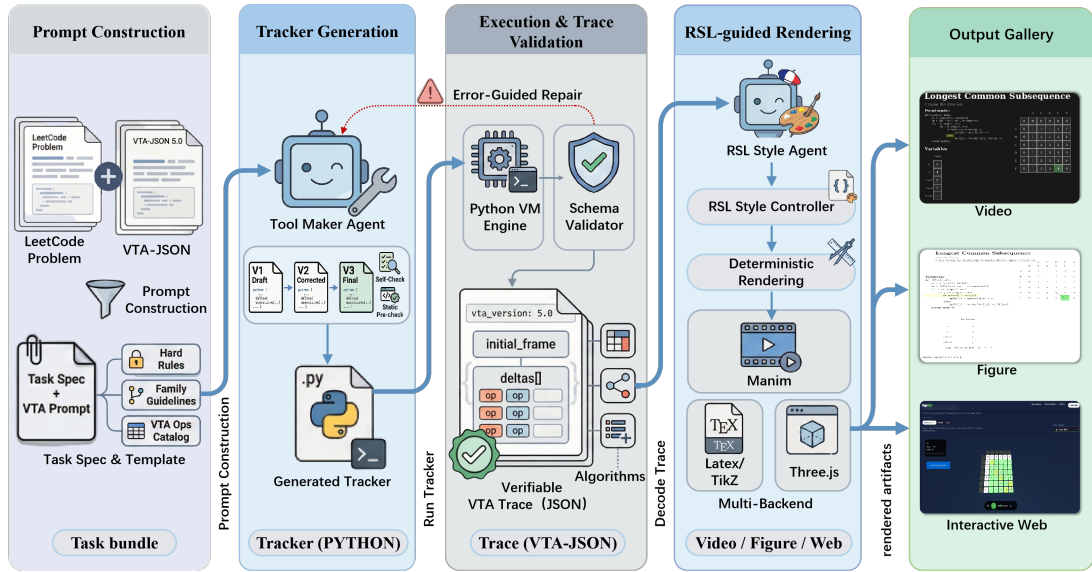 Prompt Construction
LeetCode
Problem
VTA-JSON 5.0
LeetCode
Problem
VTA-JSON
Prompt
Construction
Task Spec
+
VTA Prompt
Hard
Rules
Family
Guidelines
VTA Ops
Catalog
Task Spec & Template
Task bundle
Prompt Construction
Tracker Generation
Tool Maker Agent
V1
Draft
V2
Corrected
V3
Final
Self-Check
Static
Pre-check
.py
Generated Tracker
Tracker (PYTHON)
Run Tracker
Execution & Trace
Validation
Error-Guided Repair
Python VM
Engine
Schema
Validator
vta_version: 5.0
initial_frame
deltas[]
op op
op op
op op
Algorithms
Verifiable
VTA Trace (JSON)
Trace (VTA-JSON)
Decode Trace
RSL-guided Rendering
RSL Style Agent
{}
RSL Style Controller
Deterministic
Rendering
Manim
TEX
TEX
Latex/
TikZ
Three.js
Multi-Backend
Video / Figure / Web
rendered artifacts
Output Gallery
Longest Common Subsequence
Variables
Video
Longest Common Subsequence
Figure
Interactive Web